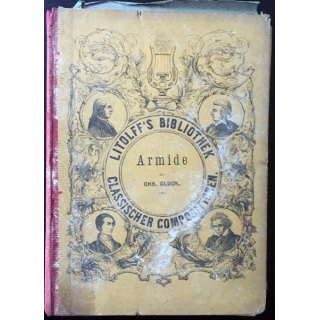 LITOLFF'S BIBLIOTHEK
Armide
CHR. GLUCK.
CLASSISCHER COMPOSITIONEN.